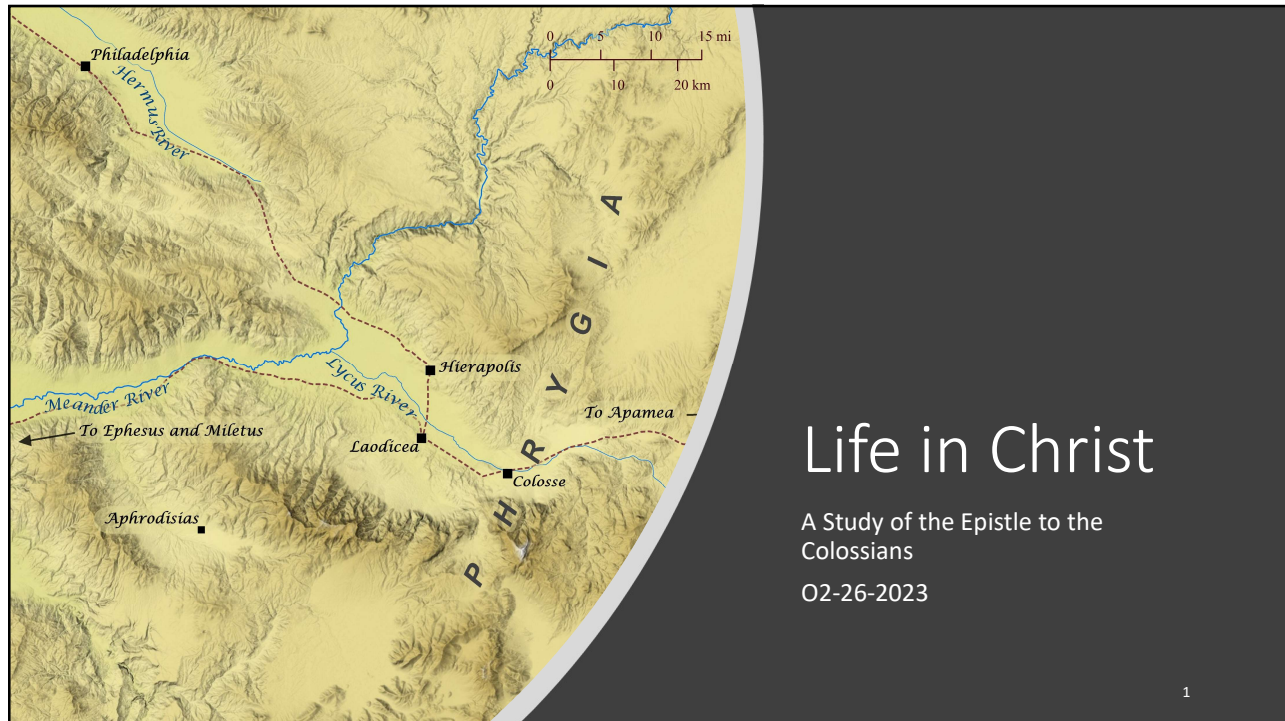 Philadelphia
Hermus River
0 5 10 15 mi
0 10 20 km
PHRYGIA
Hierapolis
Lycus River
Meander River
To Apamea
To Ephesus and Miletus
Laodicea
Colosse
Aphrodisias
Life in Christ
A Study of the Epistle to the
Colossians
O2-26-2023
1